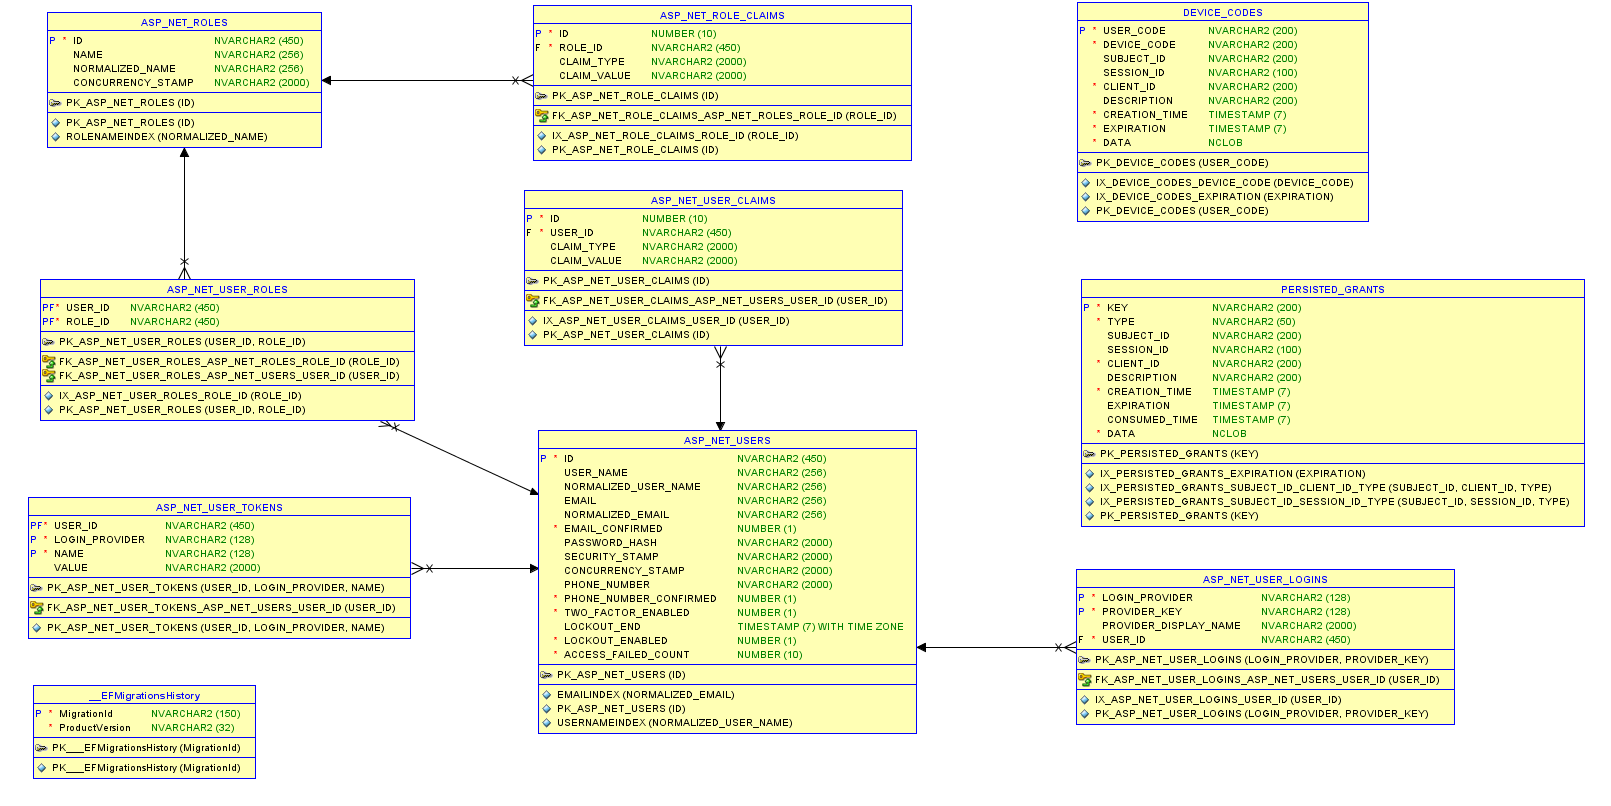 ASP_NET_ROLES
P * ID NVARCHAR2 (450)
NAME NVARCHAR2 (256)
NORMALIZED_NAME NVARCHAR2 (256)
CONCURRENCY_STAMP NVARCHAR2 (2000)
PK_ASP_NET_ROLES (ID)
PK_ASP_NET_ROLES (ID)
ROLENAMEINDEX (NORMALIZED_NAME)
ASP_NET_ROLE_CLAIMS
P * ID NUMBER (10)
F * ROLE_ID NVARCHAR2 (450)
CLAIM_TYPE NVARCHAR2 (2000)
CLAIM_VALUE NVARCHAR2 (2000)
PK_ASP_NET_ROLE_CLAIMS (ID)
FK_ASP_NET_ROLE_CLAIMS_ASP_NET_ROLES_ROLE_ID (ROLE_ID)
IX_ASP_NET_ROLE_CLAIMS_ROLE_ID (ROLE_ID)
PK_ASP_NET_ROLE_CLAIMS (ID)
DEVICE_CODES
P * USER_CODE NVARCHAR2 (200)
* DEVICE_CODE NVARCHAR2 (200)
SUBJECT_ID NVARCHAR2 (200)
SESSION_ID NVARCHAR2 (100)
* CLIENT_ID NVARCHAR2 (200)
DESCRIPTION NVARCHAR2 (200)
* CREATION_TIME TIMESTAMP (7)
* EXPIRATION TIMESTAMP (7)
* DATA NCLOB
PK_DEVICE_CODES (USER_CODE)
IX_DEVICE_CODES_DEVICE_CODE (DEVICE_CODE)
IX_DEVICE_CODES_EXPIRATION (EXPIRATION)
PK_DEVICE_CODES (USER_CODE)
ASP_NET_USER_CLAIMS
P * ID NUMBER (10)
F * USER_ID NVARCHAR2 (450)
CLAIM_TYPE NVARCHAR2 (2000)
CLAIM_VALUE NVARCHAR2 (2000)
PK_ASP_NET_USER_CLAIMS (ID)
FK_ASP_NET_USER_CLAIMS_ASP_NET_USERS_USER_ID (USER_ID)
IX_ASP_NET_USER_CLAIMS_USER_ID (USER_ID)
PK_ASP_NET_USER_CLAIMS (ID)
ASP_NET_USER_ROLES
PF* USER_ID NVARCHAR2 (450)
PF* ROLE_ID NVARCHAR2 (450)
PK_ASP_NET_USER_ROLES (USER_ID, ROLE_ID)
FK_ASP_NET_USER_ROLES_ASP_NET_ROLES_ROLE_ID (ROLE_ID)
FK_ASP_NET_USER_ROLES_ASP_NET_USERS_USER_ID (USER_ID)
IX_ASP_NET_USER_ROLES_ROLE_ID (ROLE_ID)
PK_ASP_NET_USER_ROLES (USER_ID, ROLE_ID)
PERSISTED_GRANTS
P * KEY NVARCHAR2 (200)
* TYPE NVARCHAR2 (50)
SUBJECT_ID NVARCHAR2 (200)
SESSION_ID NVARCHAR2 (100)
* CLIENT_ID NVARCHAR2 (200)
DESCRIPTION NVARCHAR2 (200)
* CREATION_TIME TIMESTAMP (7)
EXPIRATION TIMESTAMP (7)
CONSUMED_TIME TIMESTAMP (7)
* DATA NCLOB
PK_PERSISTED_GRANTS (KEY)
IX_PERSISTED_GRANTS_EXPIRATION (EXPIRATION)
IX_PERSISTED_GRANTS_SUBJECT_ID_CLIENT_ID_TYPE (SUBJECT_ID, CLIENT_ID, TYPE)
IX_PERSISTED_GRANTS_SUBJECT_ID_SESSION_ID_TYPE (SUBJECT_ID, SESSION_ID, TYPE)
PK_PERSISTED_GRANTS (KEY)
ASP_NET_USERS
P * ID NVARCHAR2 (450)
USER_NAME NVARCHAR2 (256)
NORMALIZED_USER_NAME NVARCHAR2 (256)
EMAIL NVARCHAR2 (256)
NORMALIZED_EMAIL NVARCHAR2 (256)
* EMAIL_CONFIRMED NUMBER (1)
PASSWORD_HASH NVARCHAR2 (2000)
SECURITY_STAMP NVARCHAR2 (2000)
CONCURRENCY_STAMP NVARCHAR2 (2000)
PHONE_NUMBER NVARCHAR2 (2000)
* PHONE_NUMBER_CONFIRMED NUMBER (1)
* TWO_FACTOR_ENABLED NUMBER (1)
LOCKOUT_END TIMESTAMP (7) WITH TIME ZONE
* LOCKOUT_ENABLED NUMBER (1)
* ACCESS_FAILED_COUNT NUMBER (10)
PK_ASP_NET_USERS (ID)
EMAILINDEX (NORMALIZED_EMAIL)
PK_ASP_NET_USERS (ID)
USERNAMEINDEX (NORMALIZED_USER_NAME)
ASP_NET_USER_TOKENS
PF* USER_ID NVARCHAR2 (450)
P * LOGIN_PROVIDER NVARCHAR2 (128)
P * NAME NVARCHAR2 (128)
VALUE NVARCHAR2 (2000)
PK_ASP_NET_USER_TOKENS (USER_ID, LOGIN_PROVIDER, NAME)
FK_ASP_NET_USER_TOKENS_ASP_NET_USERS_USER_ID (USER_ID)
PK_ASP_NET_USER_TOKENS (USER_ID, LOGIN_PROVIDER, NAME)
ASP_NET_USER_LOGINS
P * LOGIN_PROVIDER NVARCHAR2 (128)
P * PROVIDER_KEY NVARCHAR2 (128)
PROVIDER_DISPLAY_NAME NVARCHAR2 (2000)
F * USER_ID NVARCHAR2 (450)
PK_ASP_NET_USER_LOGINS (LOGIN_PROVIDER, PROVIDER_KEY)
FK_ASP_NET_USER_LOGINS_ASP_NET_USERS_USER_ID (USER_ID)
IX_ASP_NET_USER_LOGINS_USER_ID (USER_ID)
PK_ASP_NET_USER_LOGINS (LOGIN_PROVIDER, PROVIDER_KEY)
__EFMigrationsHistory
P * MigrationId NVARCHAR2 (150)
* ProductVersion NVARCHAR2 (32)
PK___EFMigrationsHistory (MigrationId)
PK___EFMigrationsHistory (MigrationId)